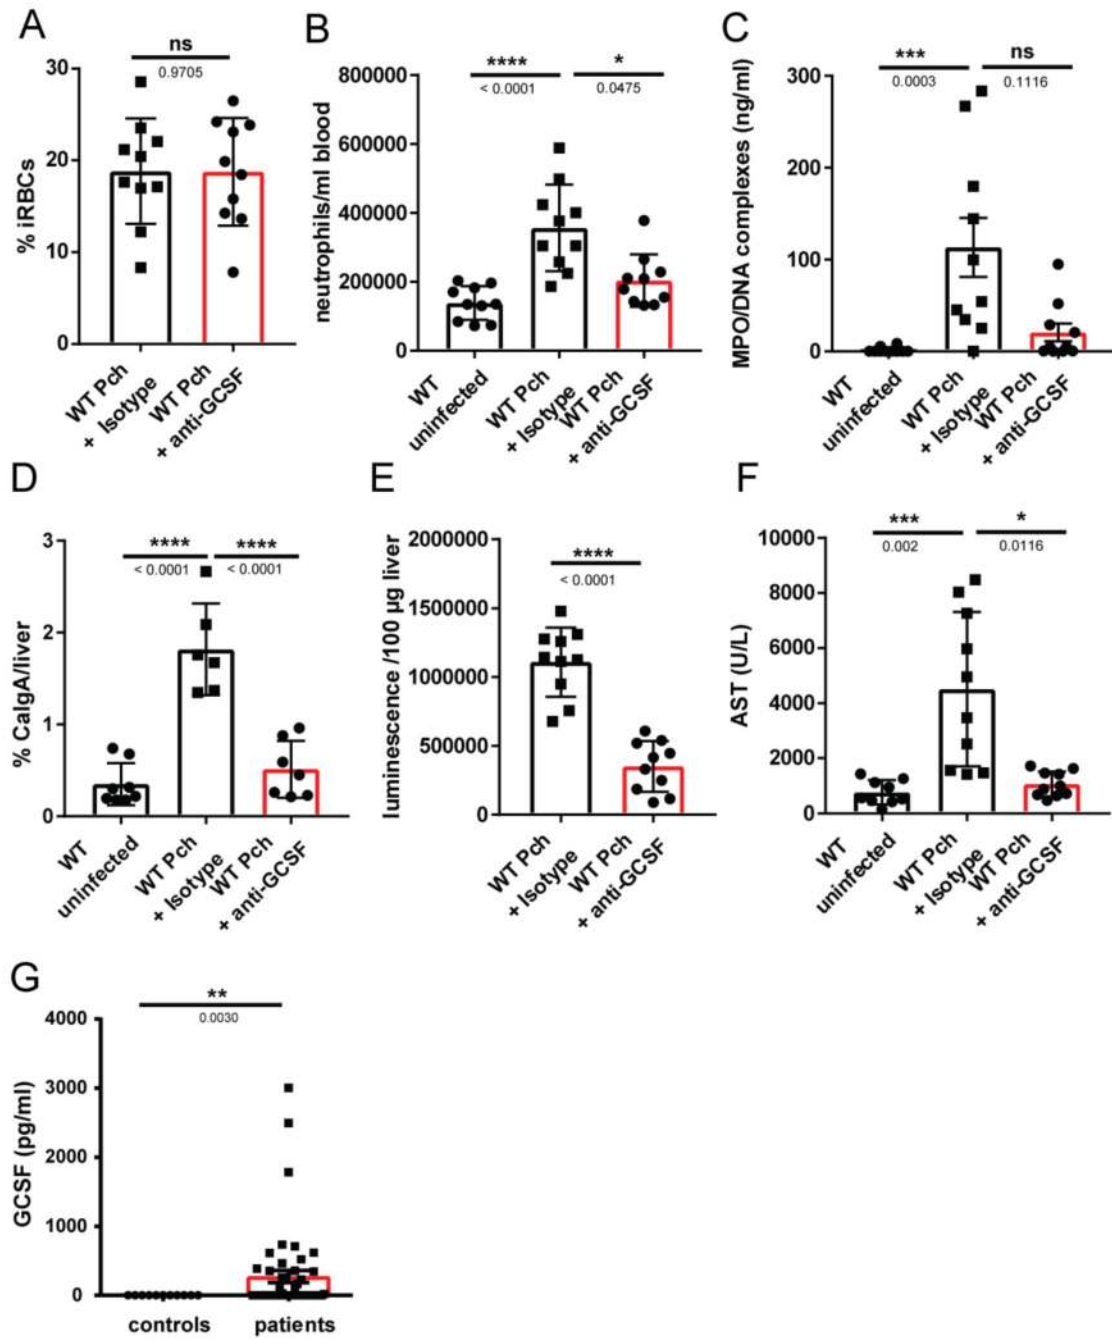 A
ns
0.9705
% iRBCs
30
20
10
0
WT Pch
+ Isotype
WT Pch
+ anti-GCSF
B
****
< 0.0001
*
0.0475
neutrophils/ml blood
800000
600000
400000
200000
0
WT
uninfected
WT Pch
+ Isotype
WT Pch
+ anti-GCSF
C
***
0.0003
ns
0.1116
MPO/DNA complexes (ng/ml)
300
200
100
0
WT
uninfected
WT Pch
+ Isotype
WT Pch
+ anti-GCSF
D
****
< 0.0001
****
< 0.0001
% CalgA/liver
3
2
1
0
WT
uninfected
WT Pch
+ Isotype
WT Pch
+ anti-GCSF
E
****
< 0.0001
luminescence /100 µg liver
2000000
1500000
1000000
500000
0
WT Pch
+ Isotype
WT Pch
+ anti-GCSF
F
***
0.002
*
0.0116
AST (U/L)
10000
8000
6000
4000
2000
0
WT
uninfected
WT Pch
+ Isotype
WT Pch
+ anti-GCSF
G
**
0.0030
GCSF (pg/ml)
4000
3000
2000
1000
0
controls
patients